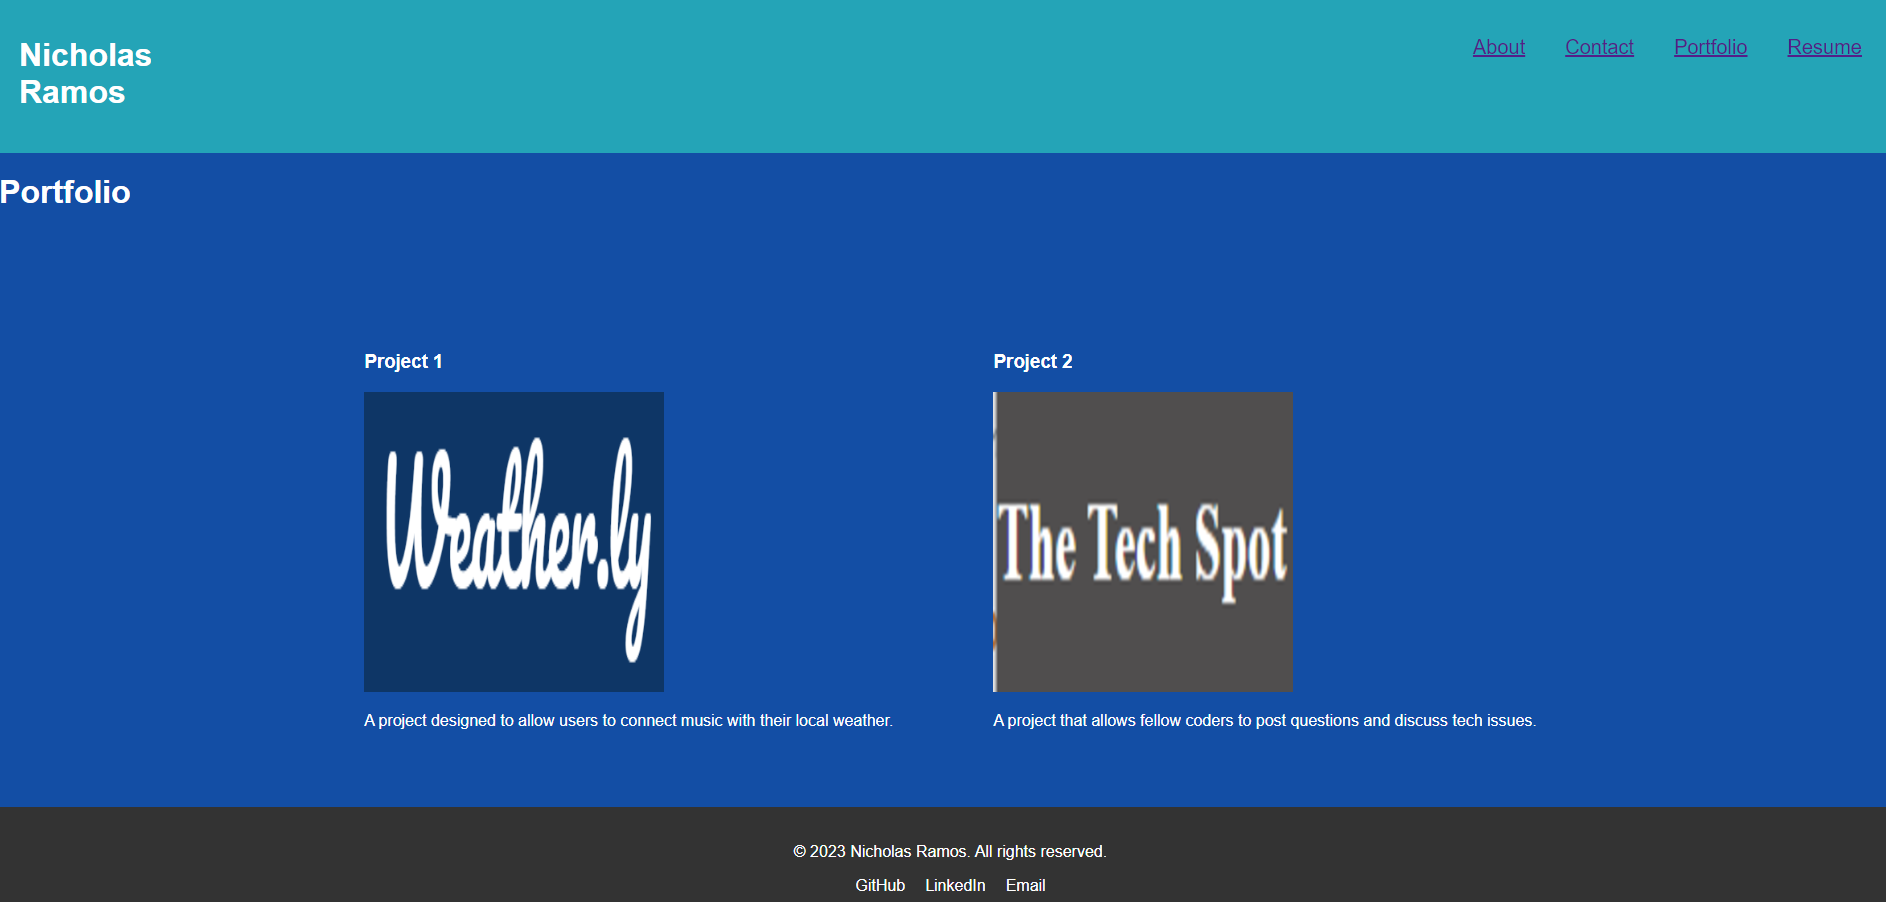 Nicholas
Ramos
About Contact Portfolio Resume
Portfolio
Project 1
Weather.ly
A project designed to allow users to connect music with their local weather.
Project 2
The Tech Spot
A project that allows fellow coders to post questions and discuss tech issues.
© 2023 Nicholas Ramos. All rights reserved.
GitHub LinkedIn Email